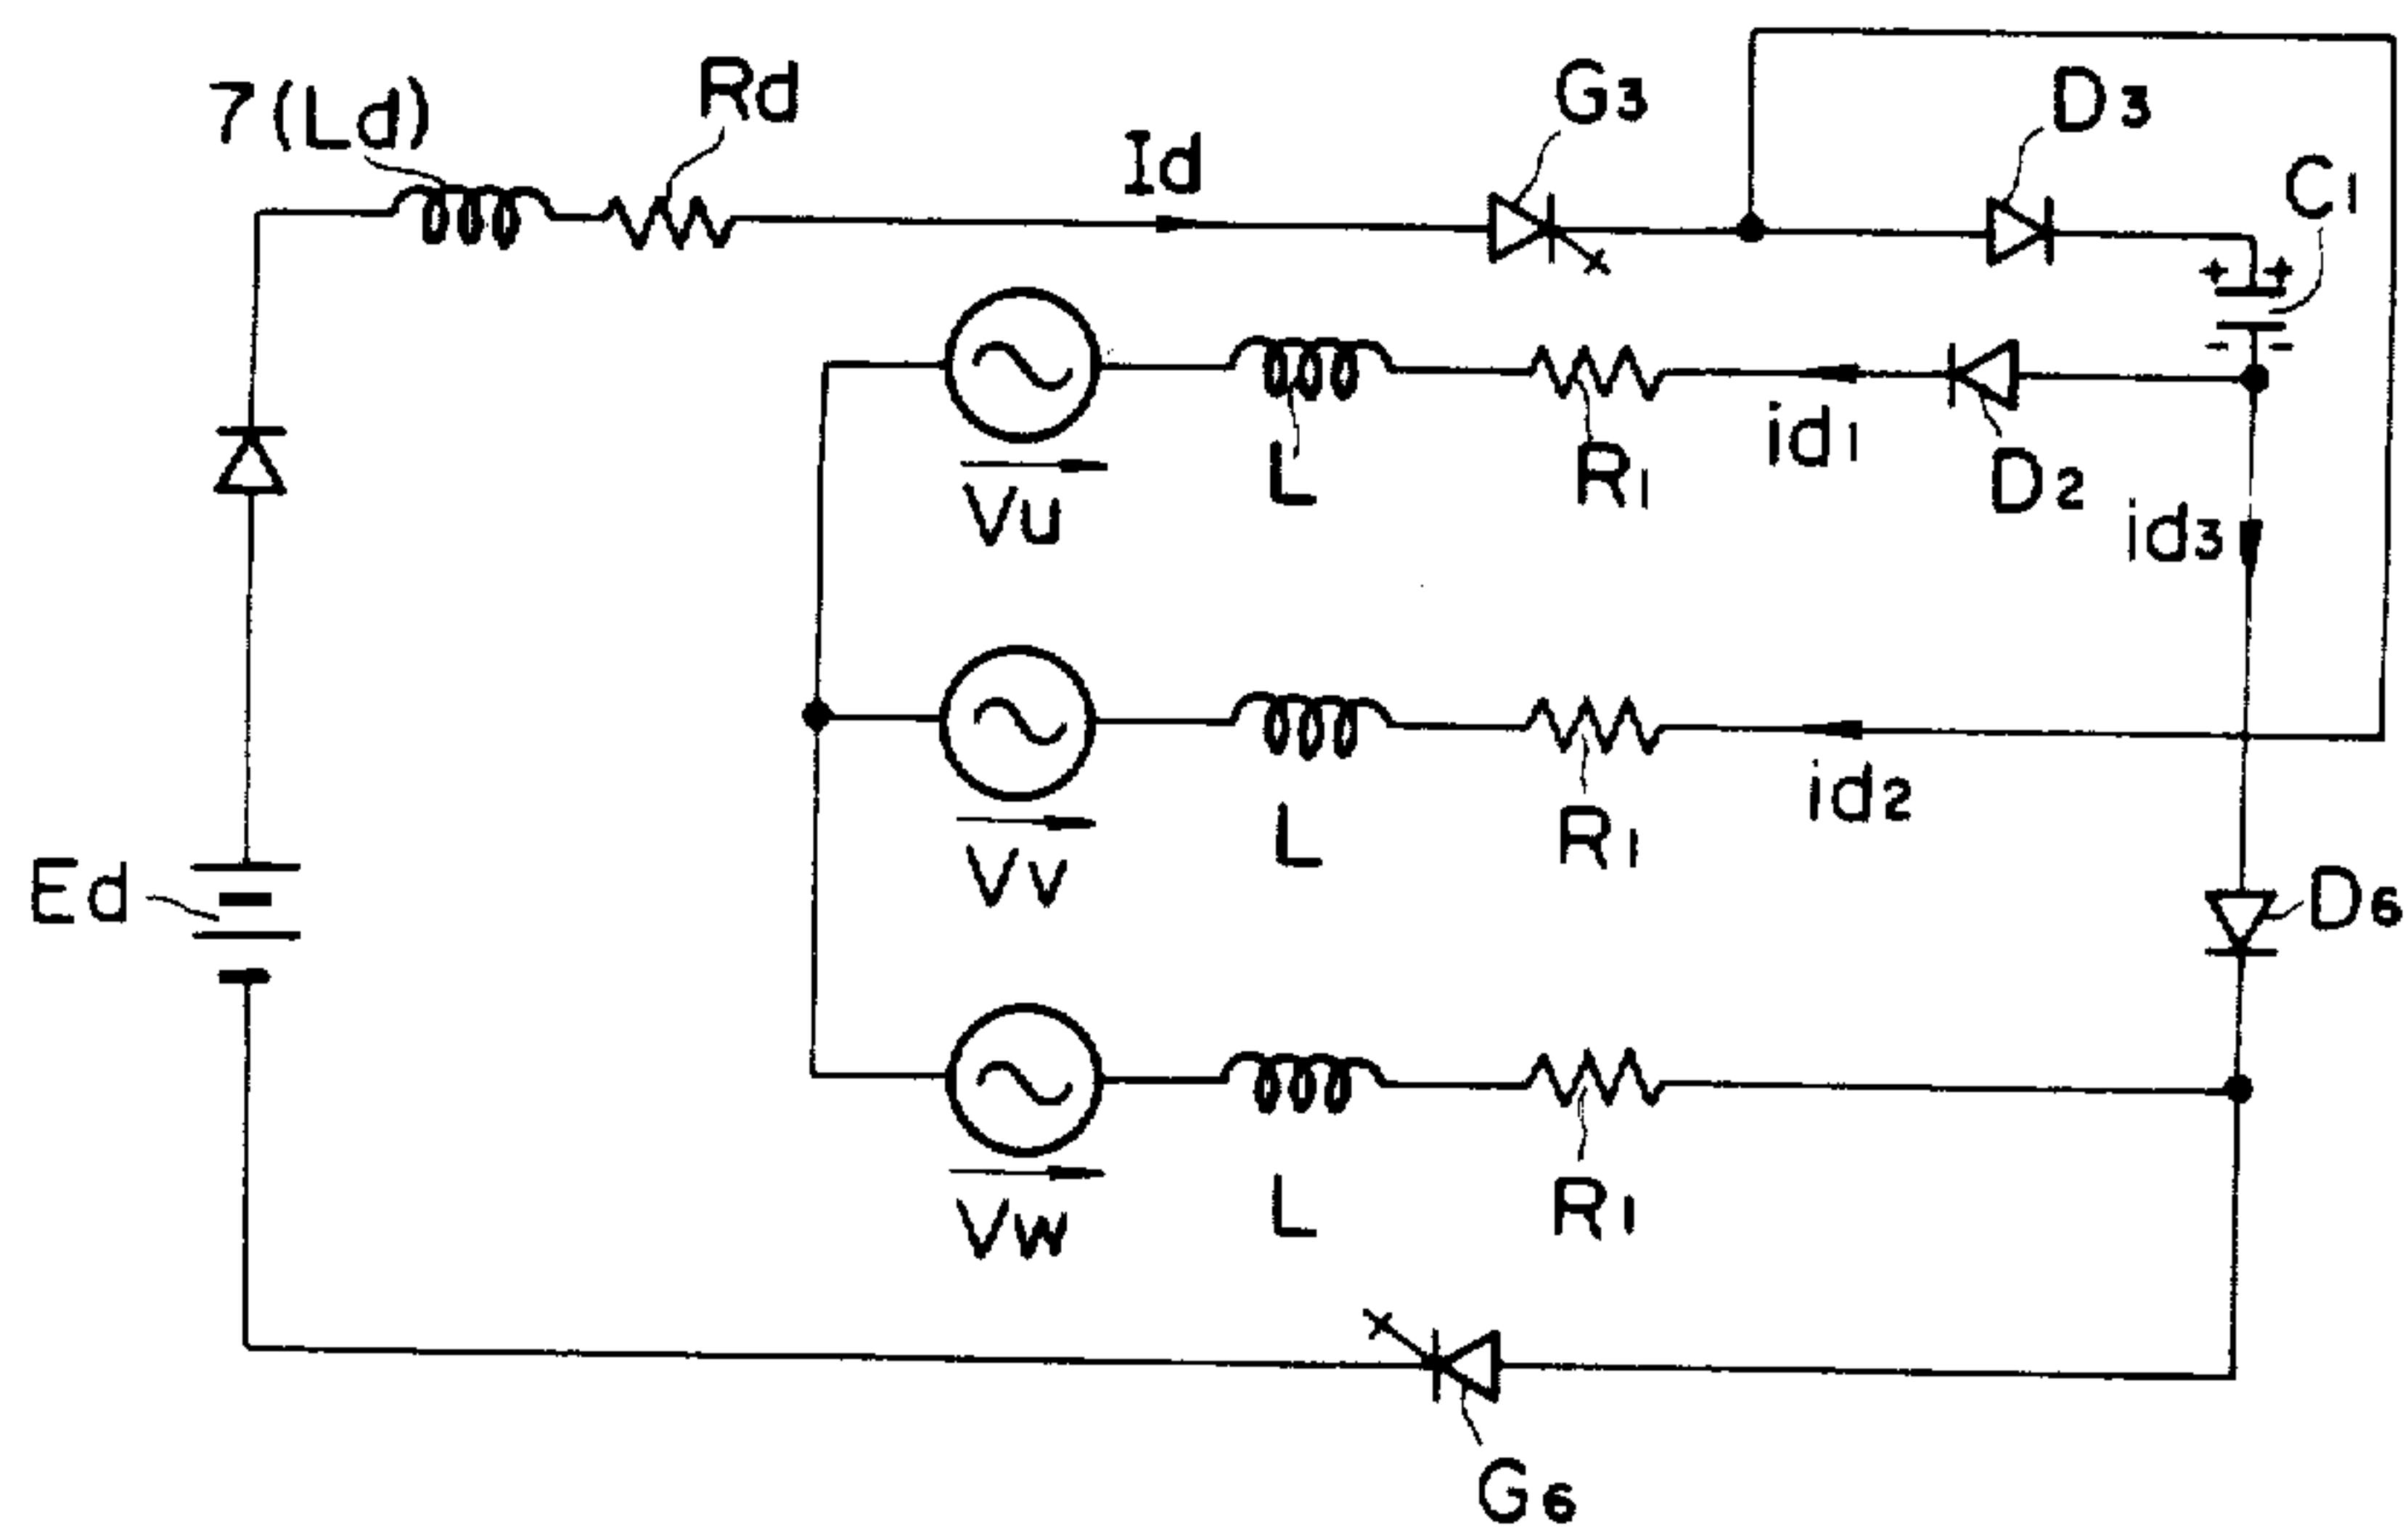 7(Ld)
Rd
Id
G3
D3
C1
+ +
- -
Vu
L
R1
id1
D2
id3
Vv
L
R1
id2
Ed
D6
Vw
L
R1
G6